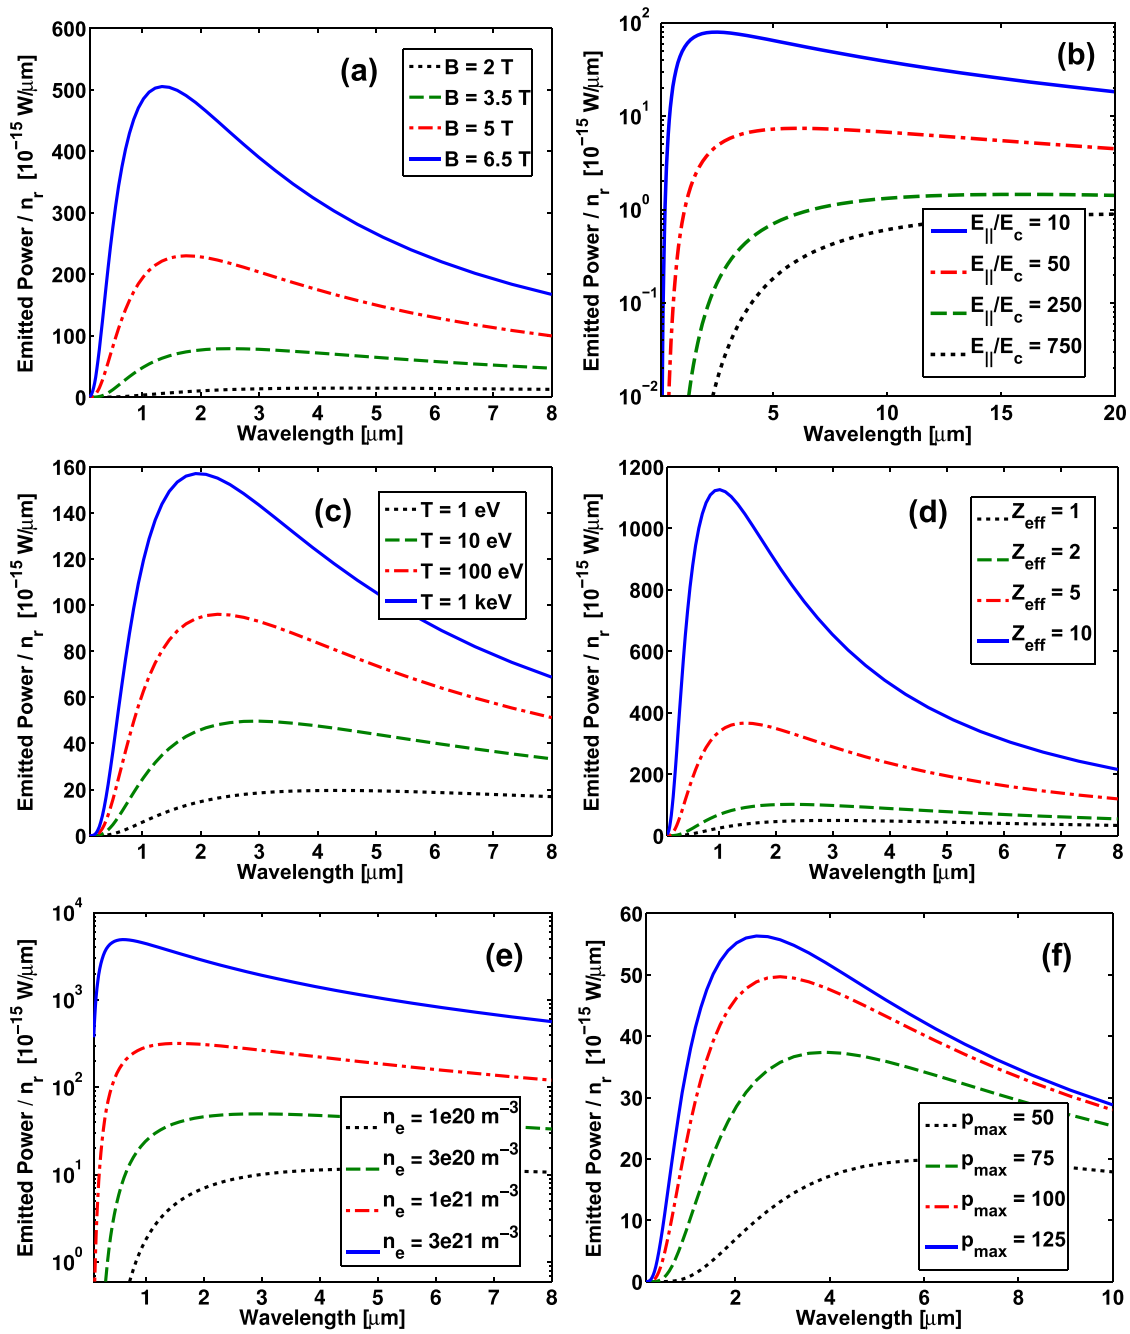 (a)
Emitted Power / n_r [10^−15 W/μm]
600
500
400
300
200
100
0
B = 2 T
B = 3.5 T
B = 5 T
B = 6.5 T
1 2 3 4 5 6 7 8
Wavelength [μm]
(b)
Emitted Power / n_r [10^−15 W/μm]
10^2
10^1
10^0
10^−1
10^−2
E_||/E_c = 10
E_||/E_c = 50
E_||/E_c = 250
E_||/E_c = 750
5 10 15 20
Wavelength [μm]
(c)
Emitted Power / n_r [10^−15 W/μm]
160
140
120
100
80
60
40
20
0
T = 1 eV
T = 10 eV
T = 100 eV
T = 1 keV
1 2 3 4 5 6 7 8
Wavelength [μm]
(d)
Emitted Power / n_r [10^−15 W/μm]
1200
1000
800
600
400
200
0
Z_eff = 1
Z_eff = 2
Z_eff = 5
Z_eff = 10
1 2 3 4 5 6 7 8
Wavelength [μm]
(e)
Emitted Power / n_r [10^−15 W/μm]
10^4
10^3
10^2
10^1
10^0
n_e = 1e20 m^−3
n_e = 3e20 m^−3
n_e = 1e21 m^−3
n_e = 3e21 m^−3
1 2 3 4 5 6 7 8
Wavelength [μm]
(f)
Emitted Power / n_r [10^−15 W/μm]
60
50
40
30
20
10
0
p_max = 50
p_max = 75
p_max = 100
p_max = 125
2 4 6 8 10
Wavelength [μm]